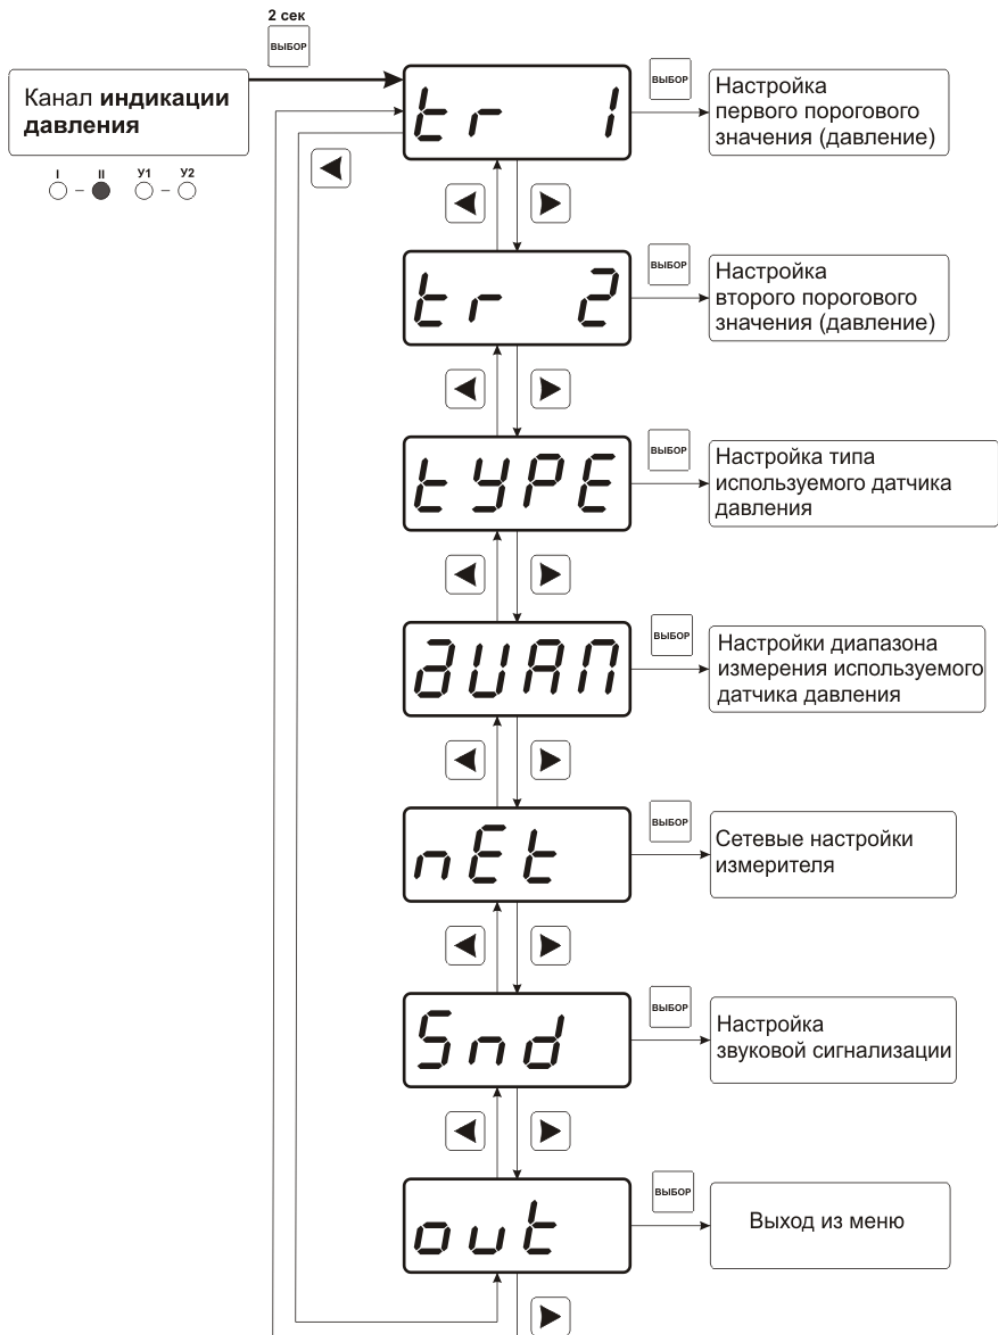 2 сек
ВЫБОР
Канал индикации
давления
I II У1 У2
tr 1
ВЫБОР
Настройка
первого порогового
значения (давление)
tr 2
ВЫБОР
Настройка
второго порогового
значения (давление)
tYPE
ВЫБОР
Настройка типа
используемого датчика
давления
ДИАП
ВЫБОР
Настройки диапазона
измерения используемого
датчика давления
nEt
ВЫБОР
Сетевые настройки
измерителя
Snd
ВЫБОР
Настройка
звуковой сигнализации
out
ВЫБОР
Выход из меню